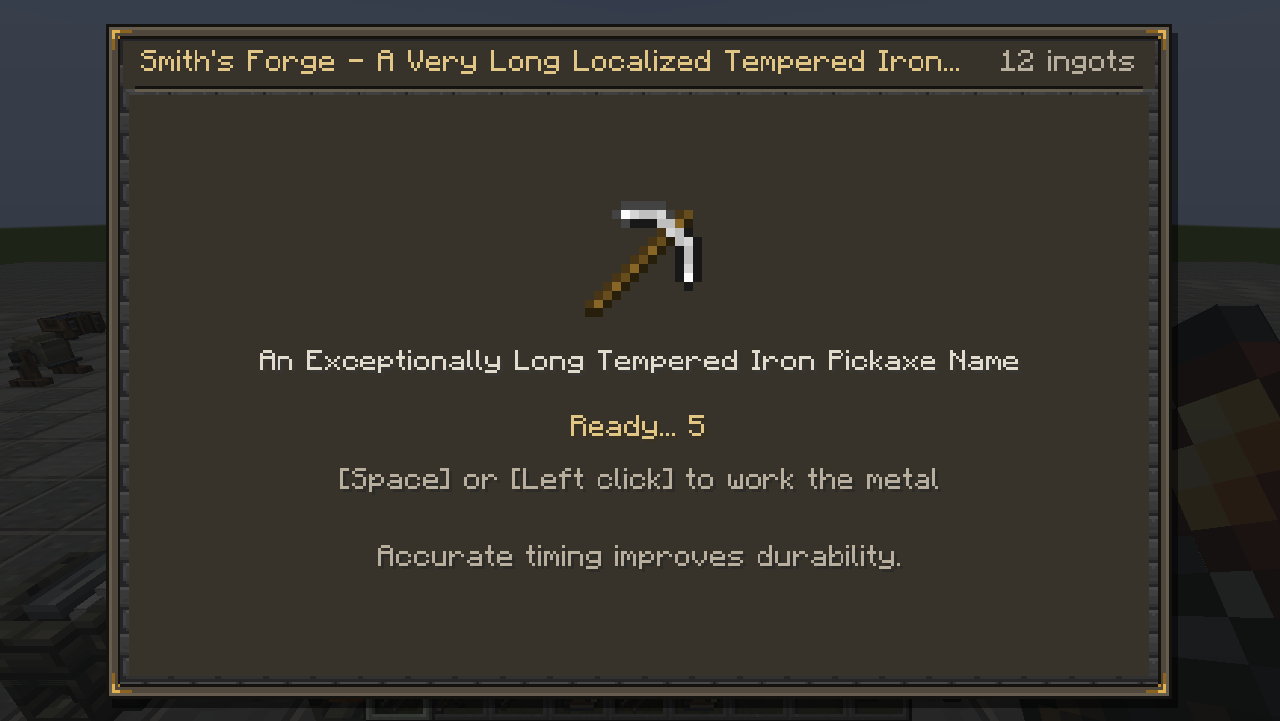 Smith's Forge – A Very Long Localized Tempered Iron... 12 ingots
An Exceptionally Long Tempered Iron Pickaxe Name
Ready... 5
[Space] or [Left click] to work the metal
Accurate timing improves durability.